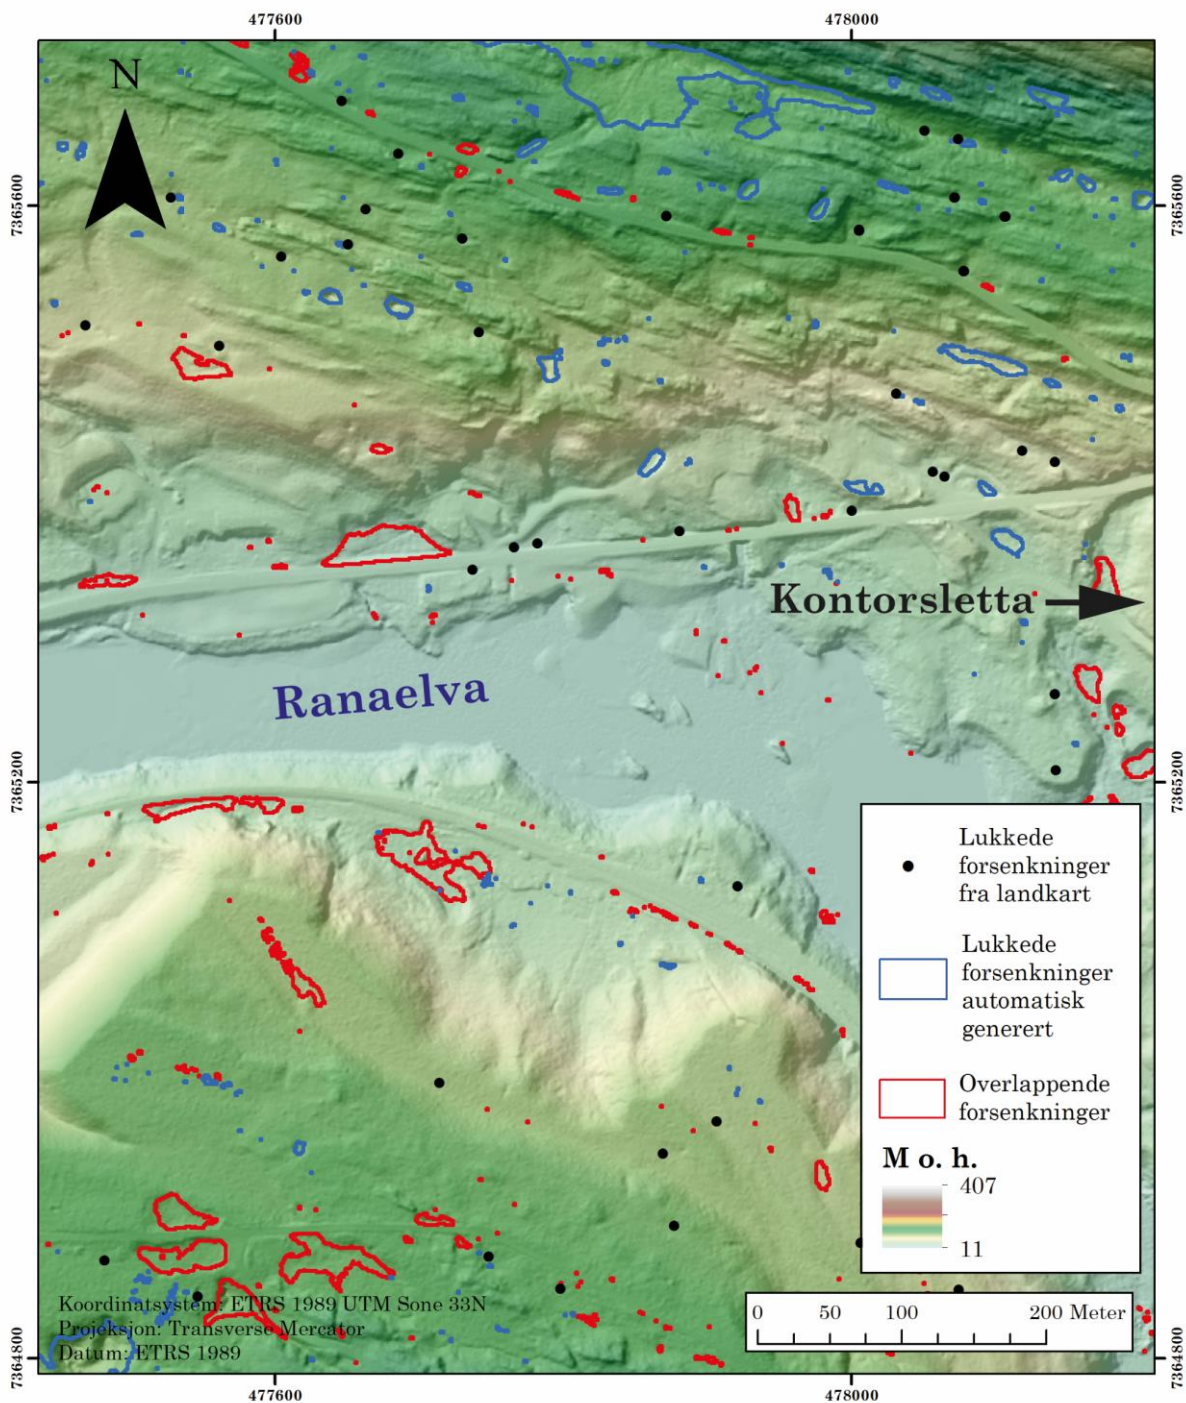 477600 478000
N
7365600 7365600
Kontorsletta
Ranaelva
7365200 7365200
Lukkede
forsenkninger
fra landkart
Lukkede
forsenkninger
automatisk
generert
Overlappende
forsenkninger
M o. h.
407
11
Koordinatsystem: ETRS 1989 UTM Sone 33N
Projeksjon: Transverse Mercator
Datum: ETRS 1989
0 50 100 200 Meter
7364800 7364800
477600 478000